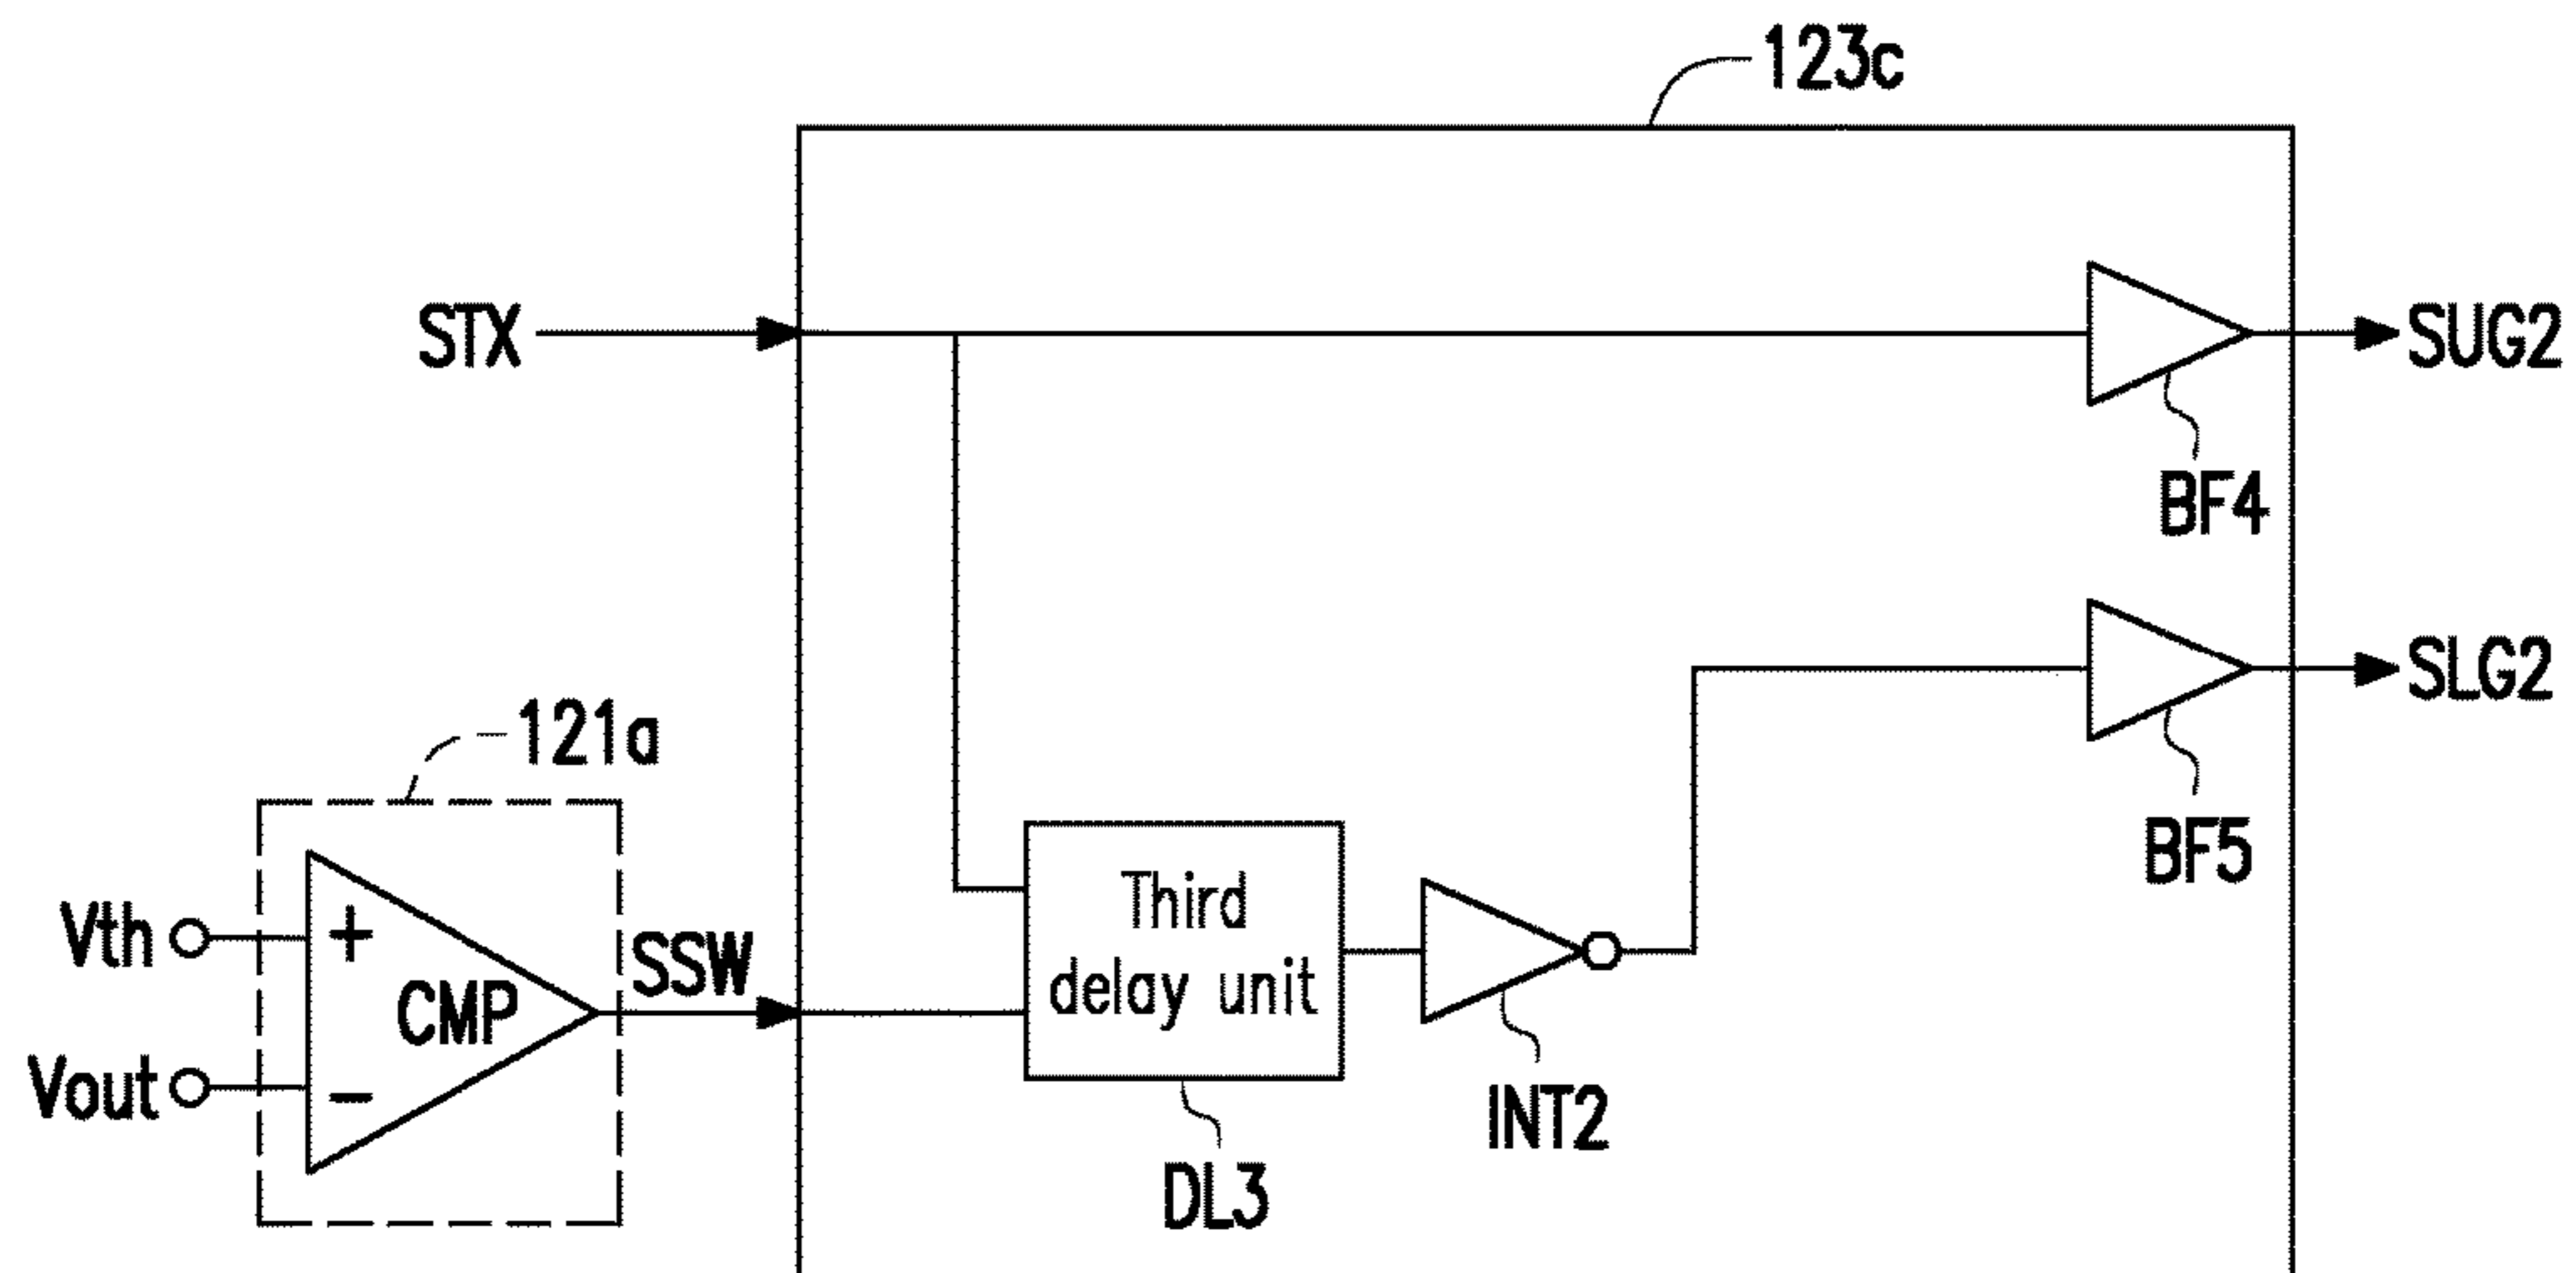 123c
STX
SUG2
BF4
SLG2
121a
BF5
Vth
+
CMP
SSW
Third
delay unit
Vout
-
INT2
DL3